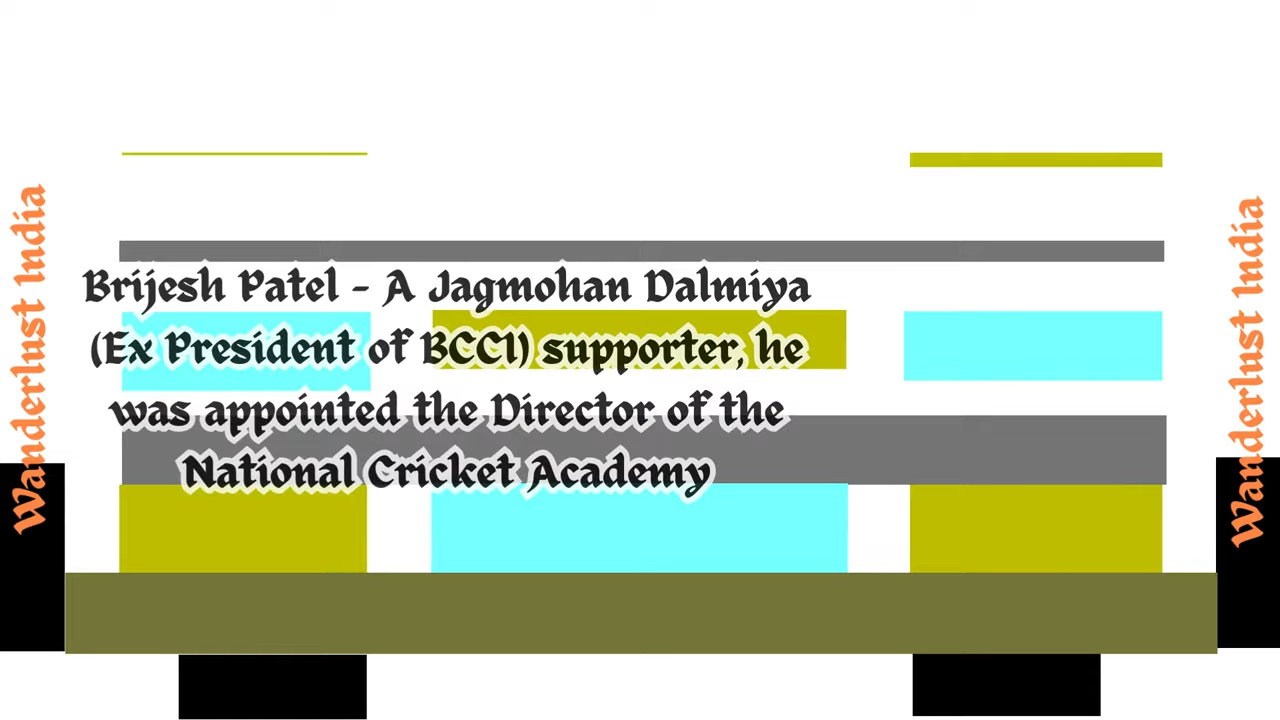 Wanderlust India
Brijesh Patel - A Jagmohan Dalmiya
(Ex President of BCCI) supporter, he
was appointed the Director of the
National Cricket Academy
Wanderlust India